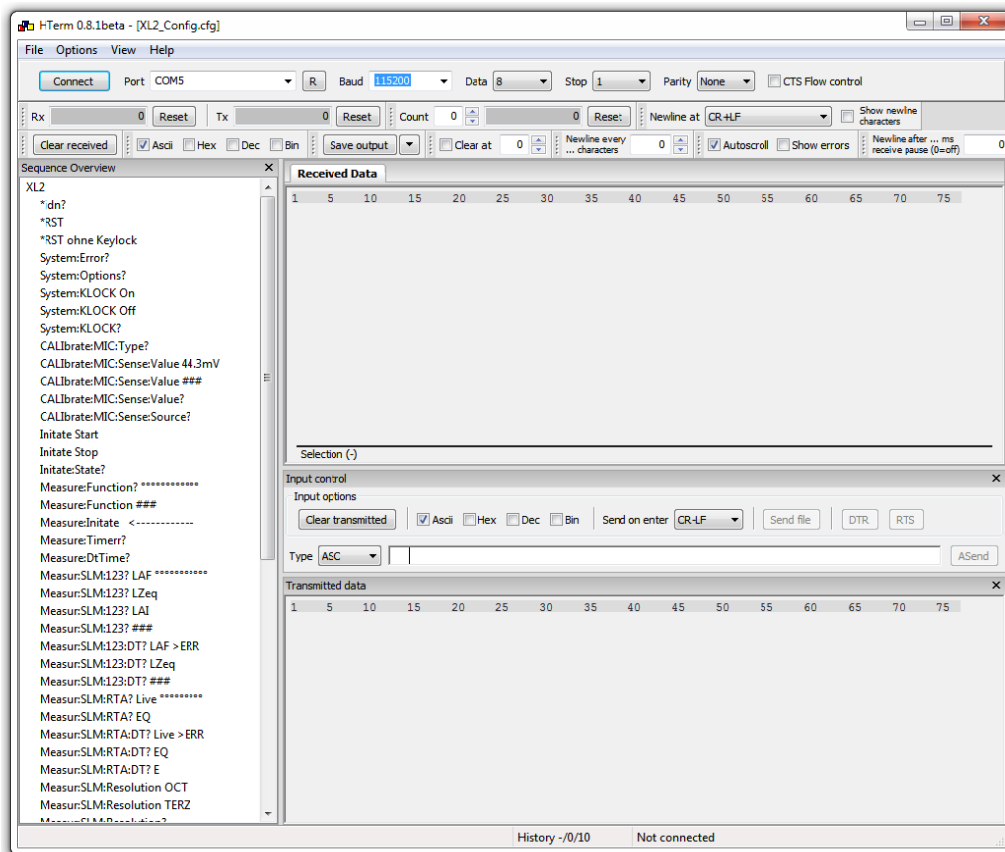 HTerm 0.8.1beta - [XL2_Config.cfg]
File Options View Help
Connect Port COM5 R Baud 115200 Data 8 Stop 1 Parity None CTS Flow control
Rx 0 Reset Tx 0 Reset Count 0 0 Reset Newline at CR+LF Show newline characters
Clear received Ascii Hex Dec Bin Save output Clear at 0 Newline every ... characters 0 Autoscroll Show errors Newline after ... ms receive pause (0=off) 0
Sequence Overview
XL2
*idn?
*RST
*RST ohne Keylock
System:Error?
System:Options?
System:KLOCK On
System:KLOCK Off
System:KLOCK?
CALIbrate:MIC:Type?
CALIbrate:MIC:Sense:Value 44.3mV
CALIbrate:MIC:Sense:Value ###
CALIbrate:MIC:Sense:Value?
CALIbrate:MIC:Sense:Source?
Initate Start
Initate Stop
Initate:State?
Measure:Function? °°°°°°°°°°°°
Measure:Function ###
Measure:Initate <------------
Measure:Timerr?
Measure:DtTime?
Measur:SLM:123? LAF °°°°°°°°°°°
Measur:SLM:123? LZeq
Measur:SLM:123? LAI
Measur:SLM:123? ###
Measur:SLM:123:DT? LAF >ERR
Measur:SLM:123:DT? LZeq
Measur:SLM:123:DT? ###
Measur:SLM:RTA? Live °°°°°°°°°
Measur:SLM:RTA? EQ
Measur:SLM:RTA:DT? Live >ERR
Measur:SLM:RTA:DT? EQ
Measur:SLM:RTA:DT? E
Measur:SLM:Resolution OCT
Measur:SLM:Resolution TERZ
Measur:SLM:Resolution?
Received Data
1 5 10 15 20 25 30 35 40 45 50 55 60 65 70 75
Selection (-)
Input control
Input options
Clear transmitted Ascii Hex Dec Bin Send on enter CR-LF Send file DTR RTS
Type ASC ASend
Transmitted data
1 5 10 15 20 25 30 35 40 45 50 55 60 65 70 75
History -/0/10 Not connected